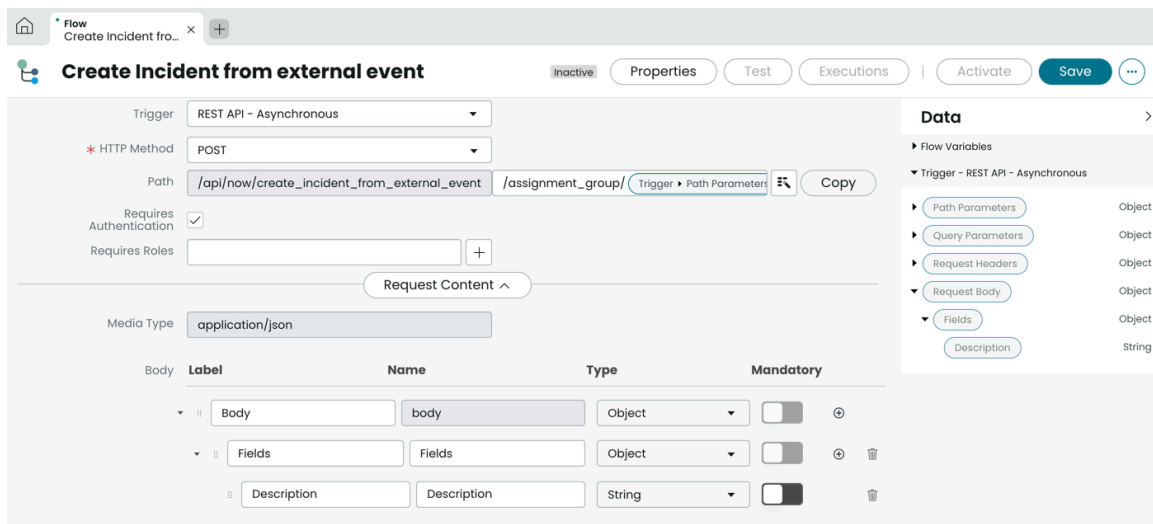 Flow
Create Incident fro...
Create Incident from external event
Inactive
Properties
Test
Executions
Activate
Save
Trigger
REST API - Asynchronous
* HTTP Method
POST
Path
/api/now/create_incident_from_external_event
/assignment_group/ Trigger ▸ Path Parameters
Copy
Requires
Authentication
Requires Roles
Request Content
Media Type
application/json
Body Label Name Type Mandatory
Body body Object
Fields Fields Object
Description Description String
Data
Flow Variables
Trigger - REST API - Asynchronous
Path Parameters Object
Query Parameters Object
Request Headers Object
Request Body Object
Fields Object
Description String